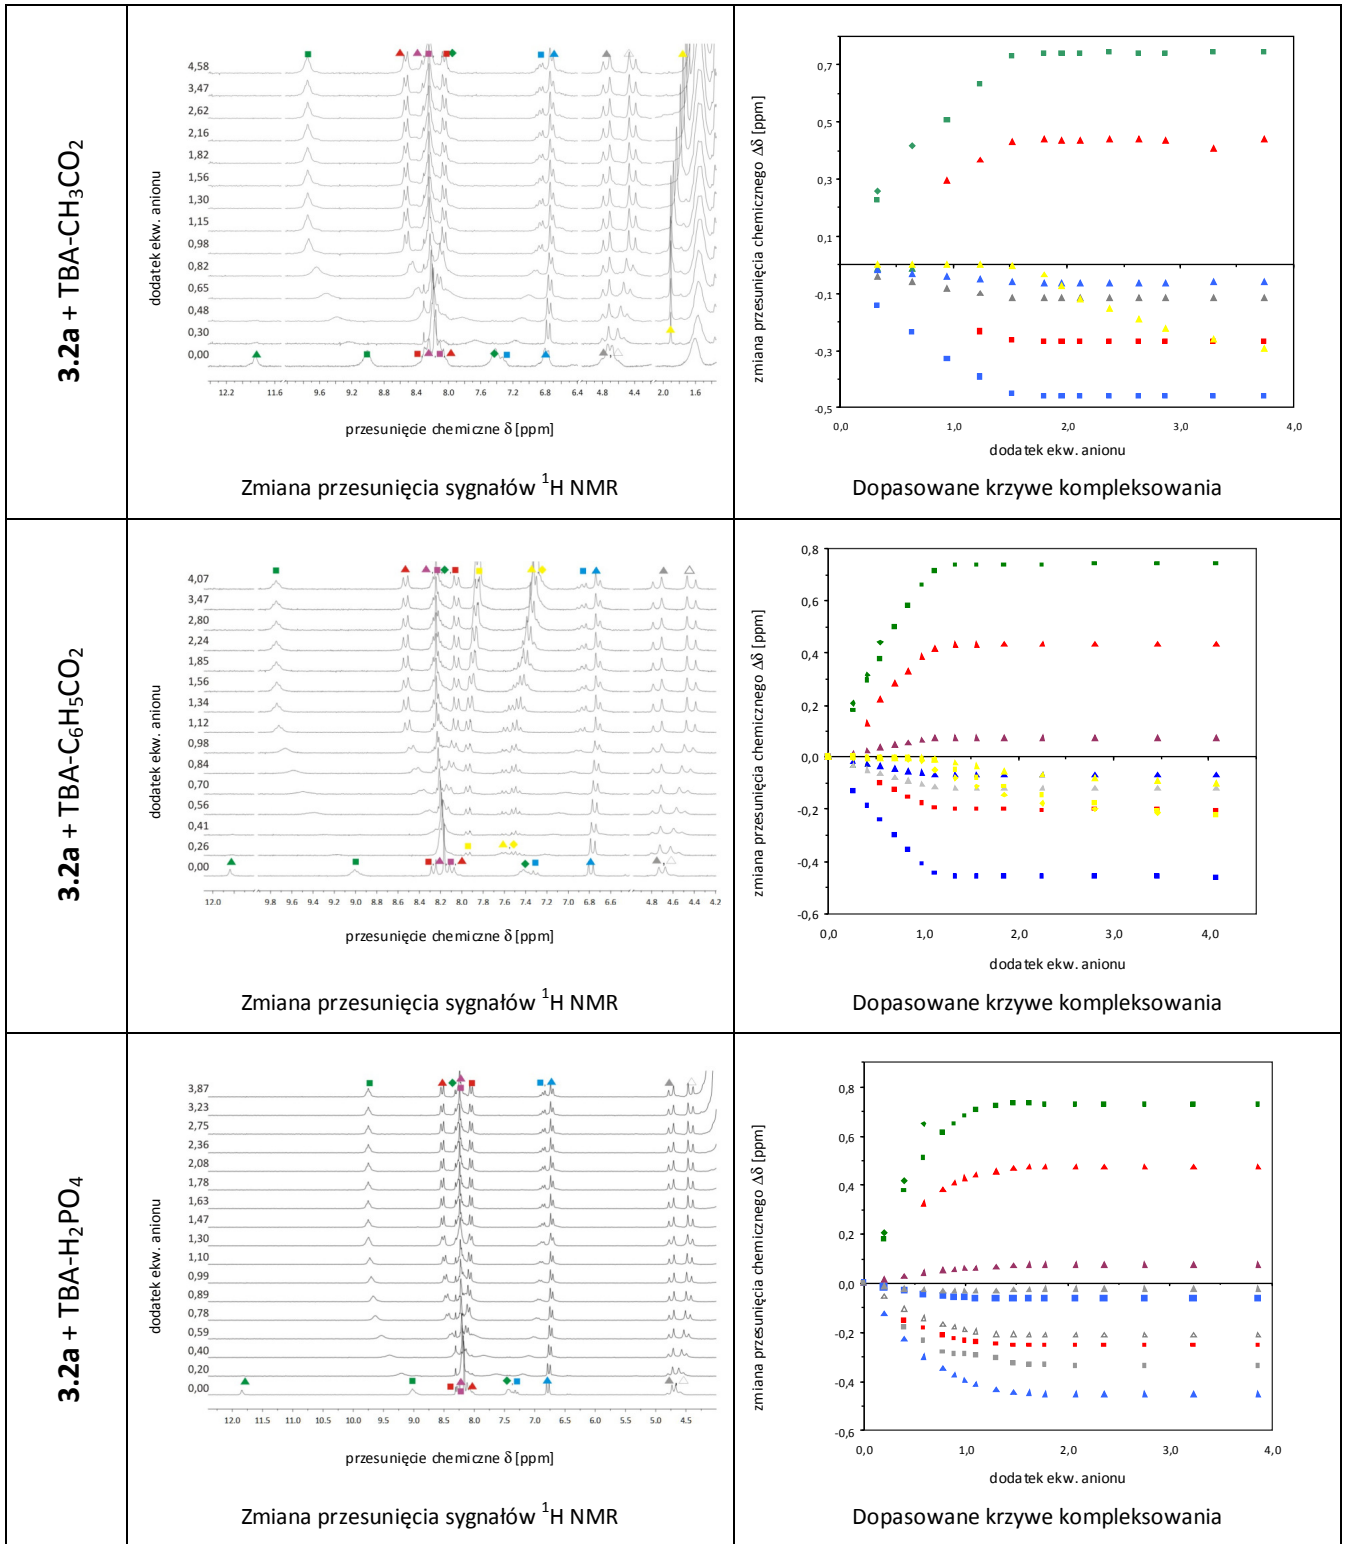 3.2a + TBA-CH3CO2
dodatek ekw. anionu
4,58
3,47
2,62
2,16
1,82
1,56
1,30
1,15
0,98
0,82
0,65
0,48
0,30
0,00
12.2 11.8 11.4 9.8 9.4 9.0 8.4 8.0 7.6 7.2 6.8 6.4 4.8 4.4 2.0 1.6
przesunięcie chemiczne δ [ppm]
Zmiana przesunięcia sygnałów 1H NMR
zmiana przesunięcia chemicznego Δδ [ppm]
0,7
0,5
0,3
0,1
-0,1
-0,3
-0,5
0,0 1,0 2,0 3,0 4,0
dodatek ekw. anionu
Dopasowane krzywe kompleksowania
3.2a + TBA-C6H5CO2
dodatek ekw. anionu
4,07
3,47
2,80
2,24
1,85
1,56
1,34
1,12
0,98
0,84
0,70
0,56
0,41
0,26
0,00
12.0 9.8 9.6 9.4 9.2 9.0 8.8 8.6 8.4 8.2 8.0 7.8 7.6 7.4 7.2 7.0 6.8 6.6 4.8 4.6 4.4 4.2
przesunięcie chemiczne δ [ppm]
Zmiana przesunięcia sygnałów 1H NMR
zmiana przesunięcia chemicznego Δδ [ppm]
0,8
0,6
0,4
0,2
0,0
-0,2
-0,4
-0,6
0,0 1,0 2,0 3,0 4,0
dodatek ekw. anionu
Dopasowane krzywe kompleksowania
3.2a + TBA-H2PO4
dodatek ekw. anionu
3,87
3,23
2,75
2,36
2,08
1,78
1,63
1,47
1,30
1,10
0,99
0,89
0,78
0,59
0,40
0,20
0,00
12.0 11.5 11.0 10.5 10.0 9.5 9.0 8.5 8.0 7.5 7.0 6.5 6.0 5.5 5.0 4.5
przesunięcie chemiczne δ [ppm]
Zmiana przesunięcia sygnałów 1H NMR
zmiana przesunięcia chemicznego Δδ [ppm]
0,8
0,6
0,4
0,2
0,0
-0,2
-0,4
-0,6
0,0 1,0 2,0 3,0 4,0
dodatek ekw. anionu
Dopasowane krzywe kompleksowania